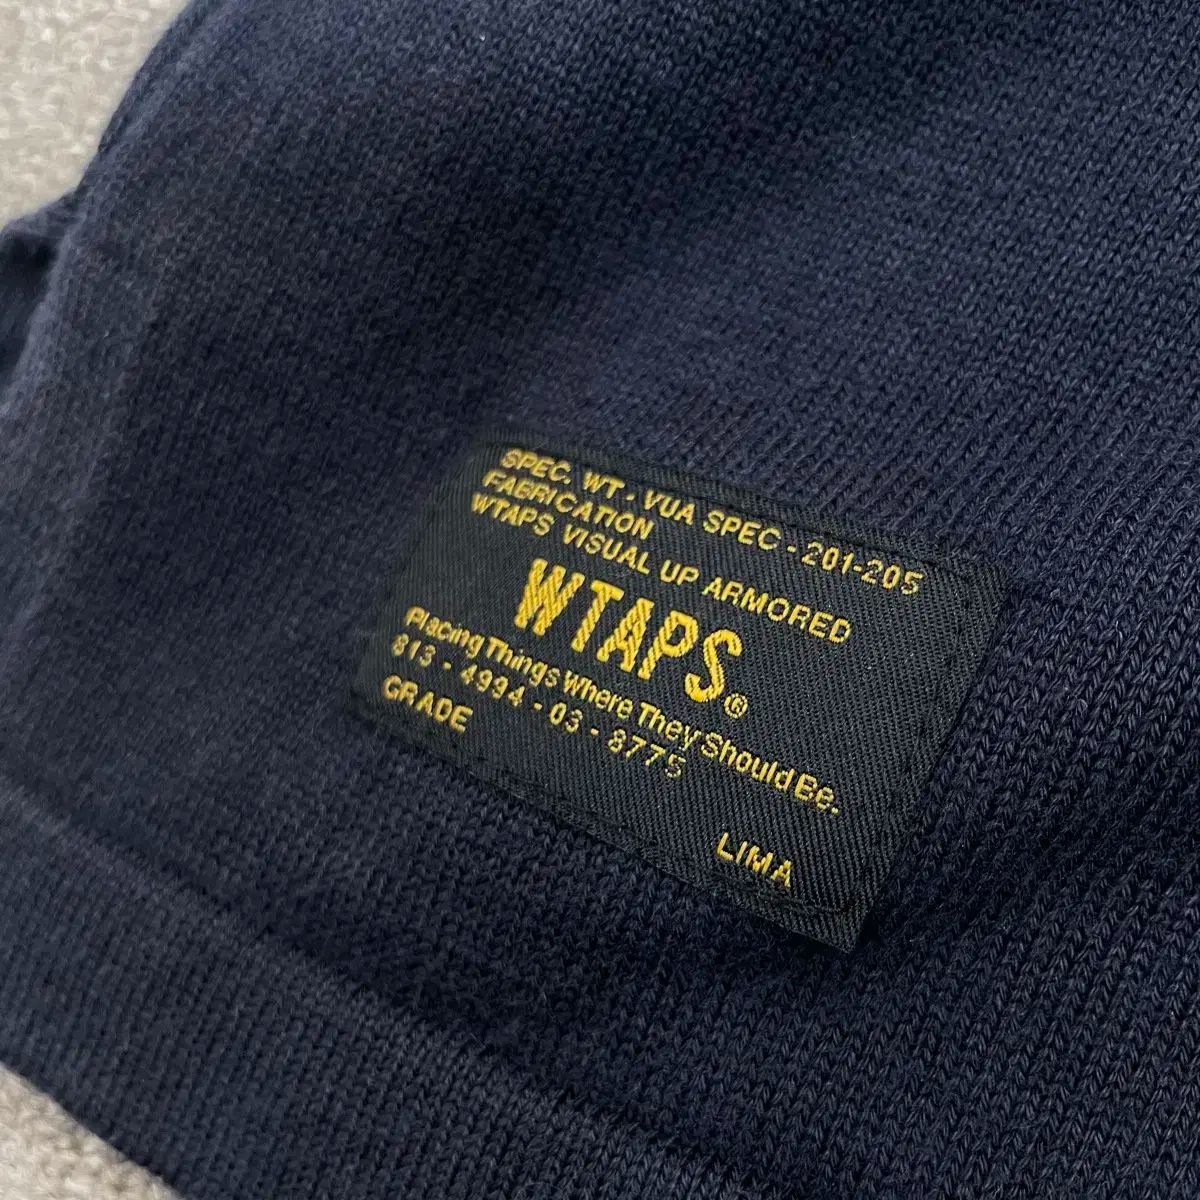 SPEC. WT - VUA SPEC - 201-205
FABRICATION
WTAPS VISUAL UP ARMORED
WTAPS®
Placing Things Where They Should Be.
813 - 4994 - 03 - 8775
GRADE
LIMA